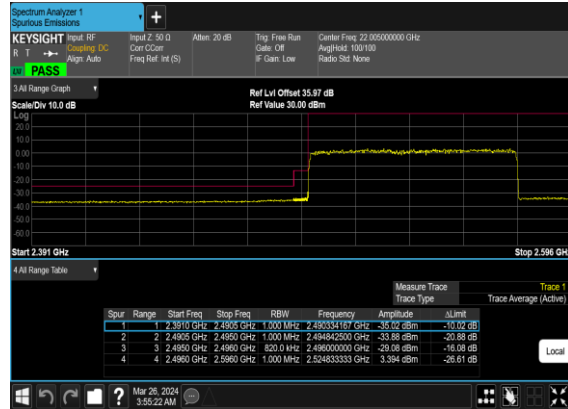 Spectrum Analyzer 1
Spurious Emissions
KEYSIGHT
R T
Input: RF
Coupling: DC
Align: Auto
Input Z: 50 Ω
Corr CCorr
Freq Ref: Int (S)
Atten: 20 dB
Trig: Free Run
Gate: Off
IF Gain: Low
Center Freq: 22.005000000 GHz
Avg|Hold: 100/100
Radio Std: None
PASS
3 All Range Graph
Ref Lvl Offset 35.97 dB
Scale/Div 10.0 dB
Ref Value 30.00 dBm
Log
20.0
10.0
0.00
-10.0
-20.0
-30.0
-40.0
-50.0
-60.0
Start 2.391 GHz
Stop 2.596 GH
4 All Range Table
Measure Trace Trace 1
Trace Type Trace Average (Active)
Spur Range Start Freq Stop Freq RBW Frequency Amplitude ΔLimit
1 1 2.3910 GHz 2.4905 GHz 1.000 MHz 2.490334167 GHz -35.02 dBm -10.02 dB
2 2 2.4905 GHz 2.4950 GHz 1.000 MHz 2.494842500 GHz -33.88 dBm -20.88 dB
3 3 2.4950 GHz 2.4960 GHz 820.0 kHz 2.496000000 GHz -29.08 dBm -16.08 dB
4 4 2.4960 GHz 2.5960 GHz 1.000 MHz 2.524833333 GHz 3.394 dBm -26.61 dB
Local
?
Mar 26, 2024
3:55:22 AM